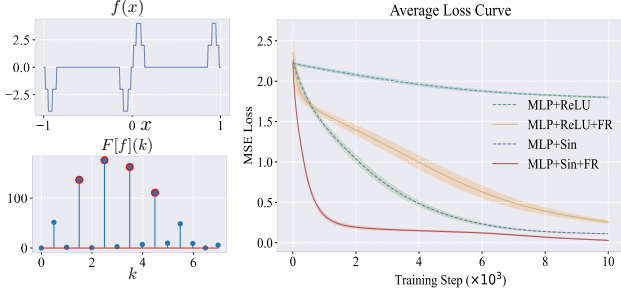 f(x)
2.5
0.0
−2.5
−1
0
1
x
F[f](k)
100
0
0
2
4
6
k
Average Loss Curve
MSE Loss
2.5
2.0
1.5
1.0
0.5
0.0
MLP+ReLU
MLP+ReLU+FR
MLP+Sin
MLP+Sin+FR
0
2
4
6
8
10
Training Step (×10³)